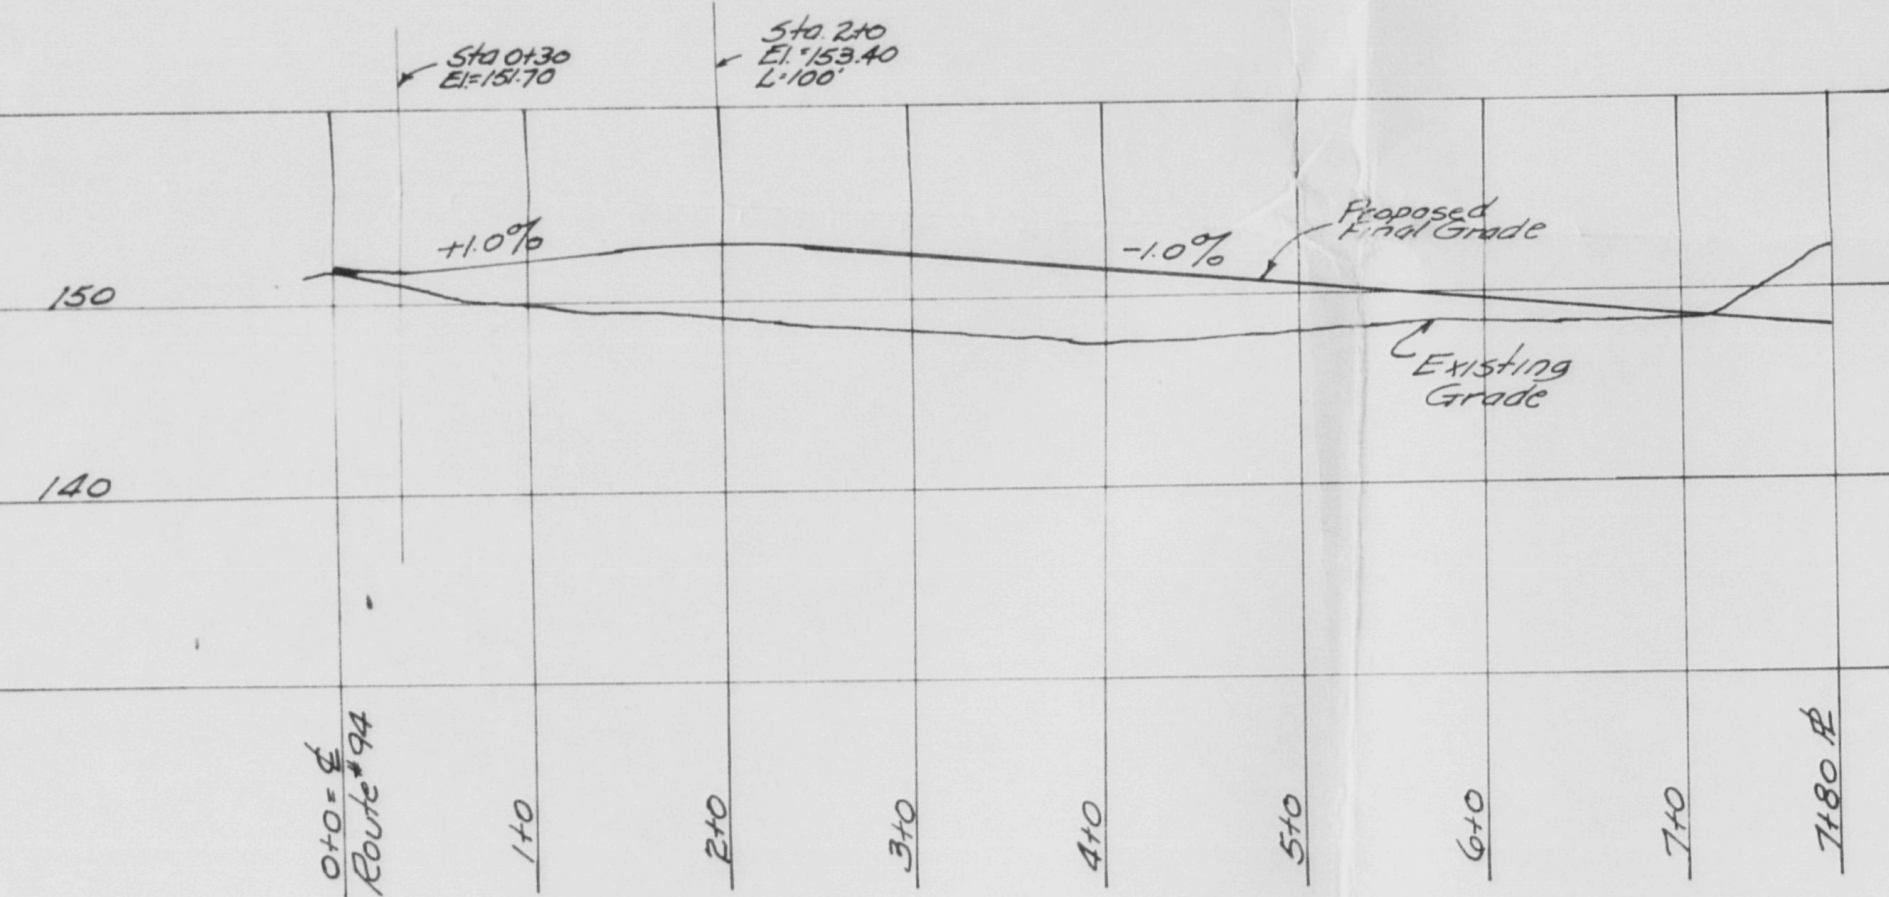 Sta 0+30
El=151.70
Sta. 2+0
El.=153.40
L=100'
+1.0%
-1.0%
Proposed
Final Grade
150
Existing
Grade
140
0+0 = ℄
Route #94
1+0
2+0
3+0
4+0
5+0
6+0
7+0
7+80 ⅊